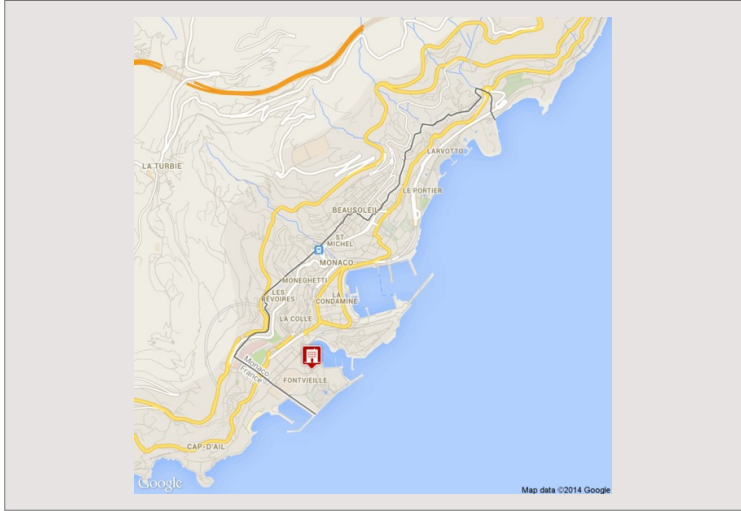 LARVOTTO
LA TURBIE
LE PORTIER
BEAUSOLEIL
ST.
MICHEL
MONACO
MONEGHETTI
LES
RÉVOIRES
LA
CONDAMINE
LA COLLE
Monaco
France
FONTVIEILLE
CAP-D'AIL
Google
Map data ©2014 Google